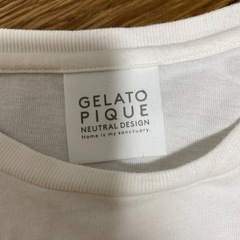 GELATO
PIQUE
NEUTRAL DESIGN
Home is my sanctuary.